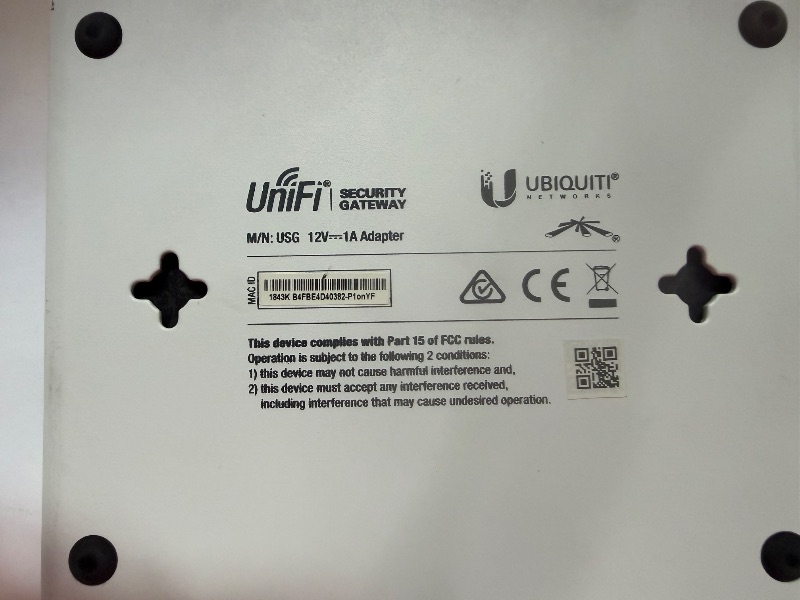 UniFi® SECURITY GATEWAY
UBIQUITI®
NETWORKS
M/N: USG 12V⎓1A Adapter
®
MAC ID
1843K B4FBE4D40382-P1onYF
CE
This device complies with Part 15 of FCC rules.
Operation is subject to the following 2 conditions:
1) this device may not cause harmful interference and,
2) this device must accept any interference received,
including interference that may cause undesired operation.